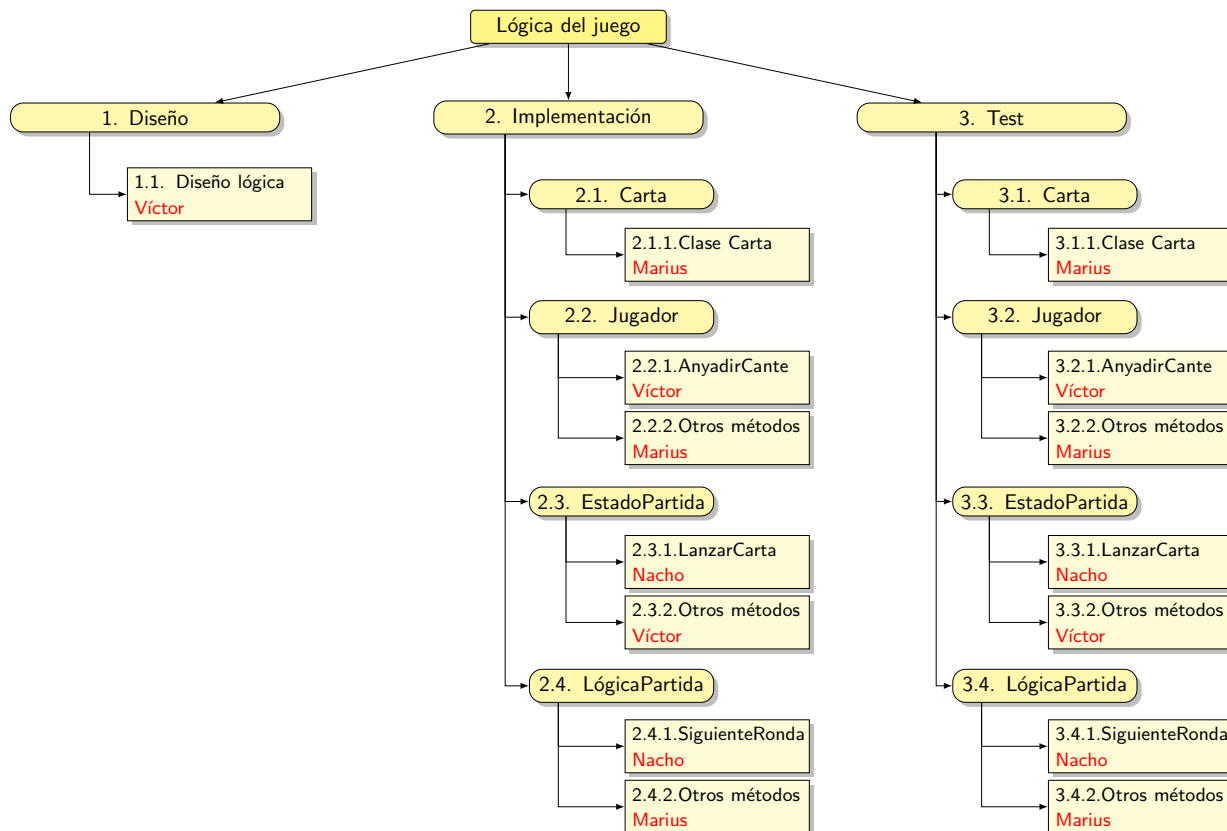 Lógica del juego
1. Diseño
1.1. Diseño lógica
Víctor
2. Implementación
2.1. Carta
2.1.1.Clase Carta
Marius
2.2. Jugador
2.2.1.AnyadirCante
Víctor
2.2.2.Otros métodos
Marius
2.3. EstadoPartida
2.3.1.LanzarCarta
Nacho
2.3.2.Otros métodos
Víctor
2.4. LógicaPartida
2.4.1.SiguienteRonda
Nacho
2.4.2.Otros métodos
Marius
3. Test
3.1. Carta
3.1.1.Clase Carta
Marius
3.2. Jugador
3.2.1.AnyadirCante
Víctor
3.2.2.Otros métodos
Marius
3.3. EstadoPartida
3.3.1.LanzarCarta
Nacho
3.3.2.Otros métodos
Víctor
3.4. LógicaPartida
3.4.1.SiguienteRonda
Nacho
3.4.2.Otros métodos
Marius